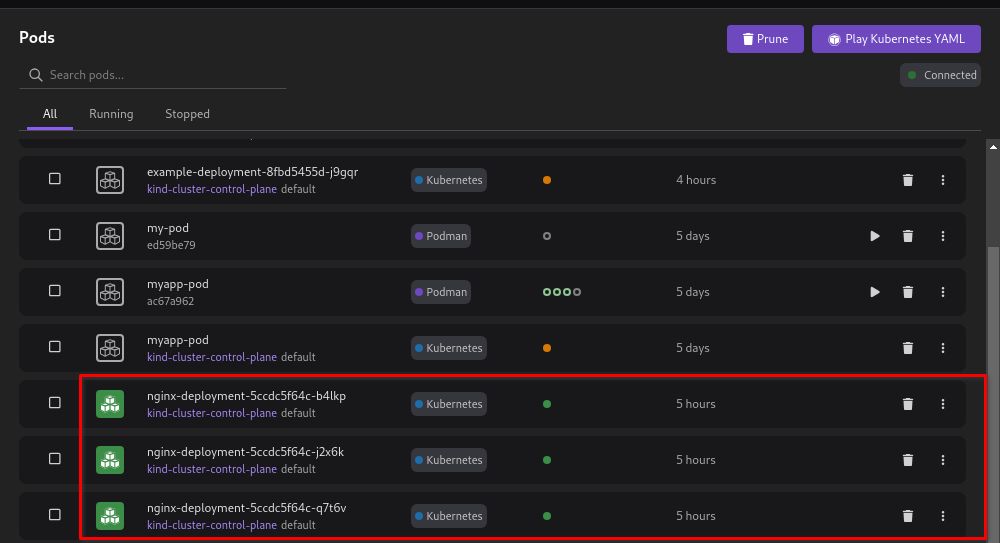 Pods
Prune
Play Kubernetes YAML
Search pods...
Connected
All Running Stopped
example-deployment-8fbd5455d-j9gqr
kind-cluster-control-plane default
Kubernetes
4 hours
my-pod
ed59be79
Podman
5 days
myapp-pod
ac67a962
Podman
5 days
myapp-pod
kind-cluster-control-plane default
Kubernetes
5 days
nginx-deployment-5ccdc5f64c-b4lkp
kind-cluster-control-plane default
Kubernetes
5 hours
nginx-deployment-5ccdc5f64c-j2x6k
kind-cluster-control-plane default
Kubernetes
5 hours
nginx-deployment-5ccdc5f64c-q7t6v
kind-cluster-control-plane default
Kubernetes
5 hours